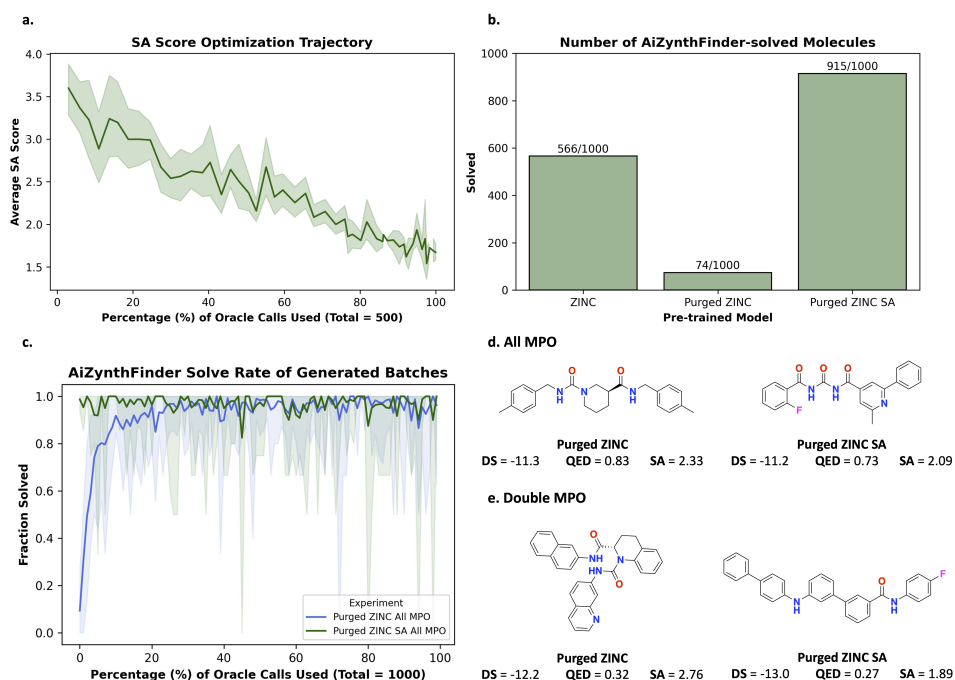 a.
SA Score Optimization Trajectory
4.0
3.5
3.0
2.5
2.0
1.5
Average SA Score
0 20 40 60 80 100
Percentage (%) of Oracle Calls Used (Total = 500)
b.
Number of AiZynthFinder-solved Molecules
1000
800
600
400
200
0
Solved
566/1000
74/1000
915/1000
ZINC Purged ZINC Purged ZINC SA
Pre-trained Model
c.
AiZynthFinder Solve Rate of Generated Batches
1.0
0.8
0.6
0.4
0.2
0.0
Fraction Solved
Experiment
Purged ZINC All MPO
Purged ZINC SA All MPO
0 20 40 60 80 100
Percentage (%) of Oracle Calls Used (Total = 1000)
d. All MPO
O
N
H
N
O
N
H
Purged ZINC
DS = -11.3 QED = 0.83 SA = 2.33
O O O
N N
H H
F
N
Purged ZINC SA
DS = -11.2 QED = 0.73 SA = 2.09
e. Double MPO
O
NH
N
HN
O
N
Purged ZINC
DS = -12.2 QED = 0.32 SA = 2.76
F
O
N
H
N
H
Purged ZINC SA
DS = -13.0 QED = 0.27 SA = 1.89